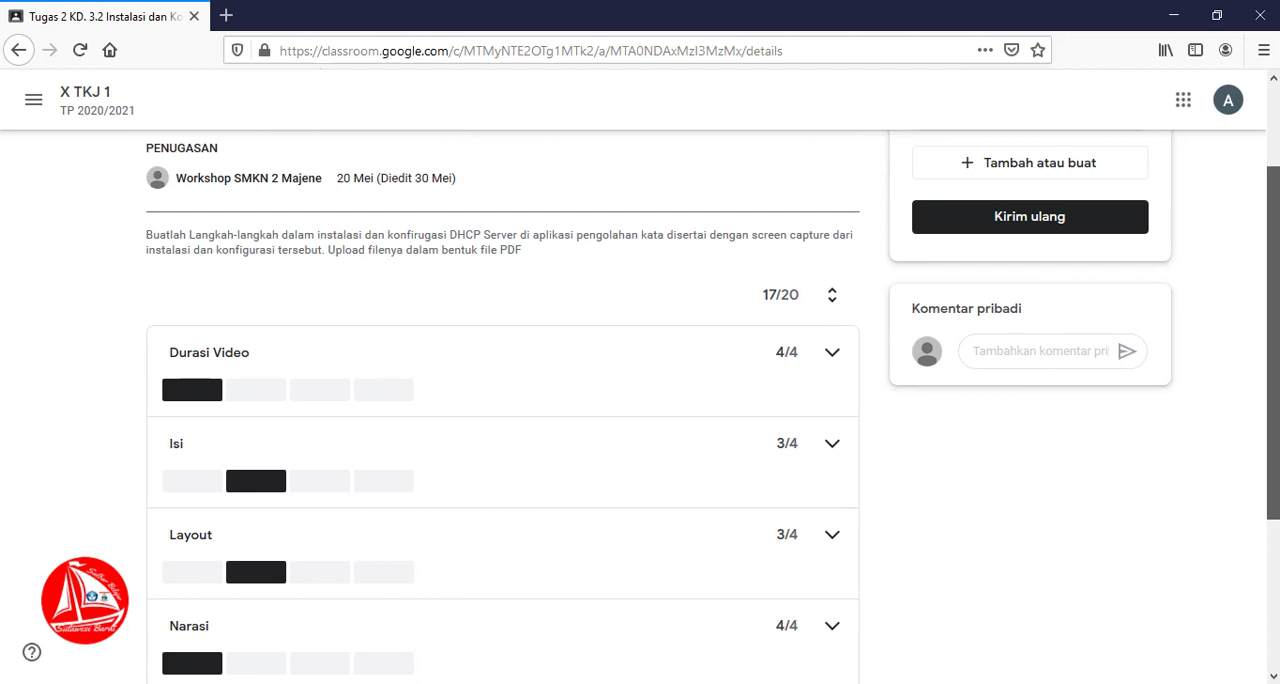 Tugas 2 KD. 3.2 Instalasi dan Ko
https://classroom.google.com/c/MTMyNTE2OTg1MTk2/a/MTA0NDAxMzI3MzMx/details
X TKJ 1
TP 2020/2021
A
PENUGASAN
Workshop SMKN 2 Majene 20 Mei (Diedit 30 Mei)
Buatlah Langkah-langkah dalam instalasi dan konfirugasi DHCP Server di aplikasi pengolahan kata disertai dengan screen capture dari
instalasi dan konfigurasi tersebut. Upload filenya dalam bentuk file PDF
17/20
Durasi Video 4/4
Isi 3/4
Layout 3/4
Narasi 4/4
+ Tambah atau buat
Kirim ulang
Komentar pribadi
Tambahkan komentar pri
Sulbar Belajar
Sulawesi Barat